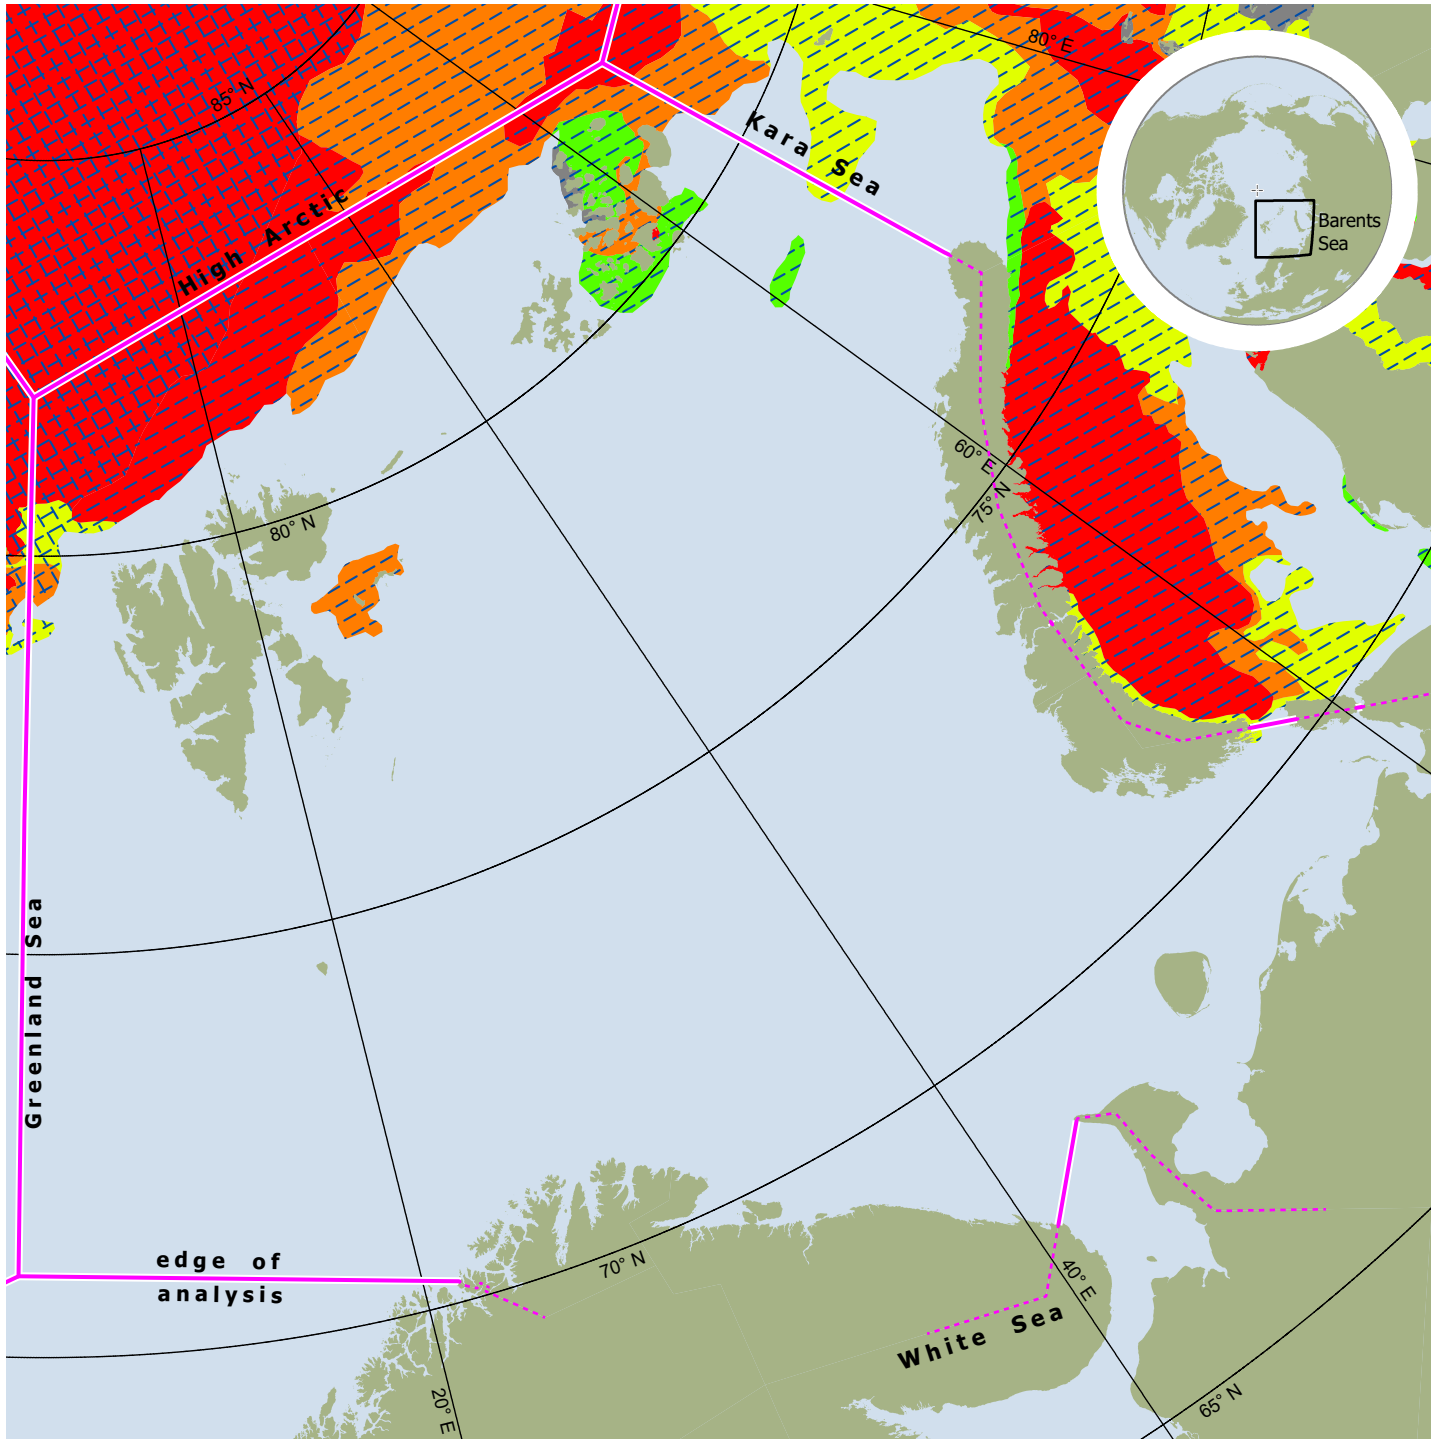 80° E
85° N
Kara Sea
High Arctic
Barents
Sea
60° E
75° N
80° N
Greenland Sea
edge of
analysis
70° N
40° E
White Sea
20° E
65° N